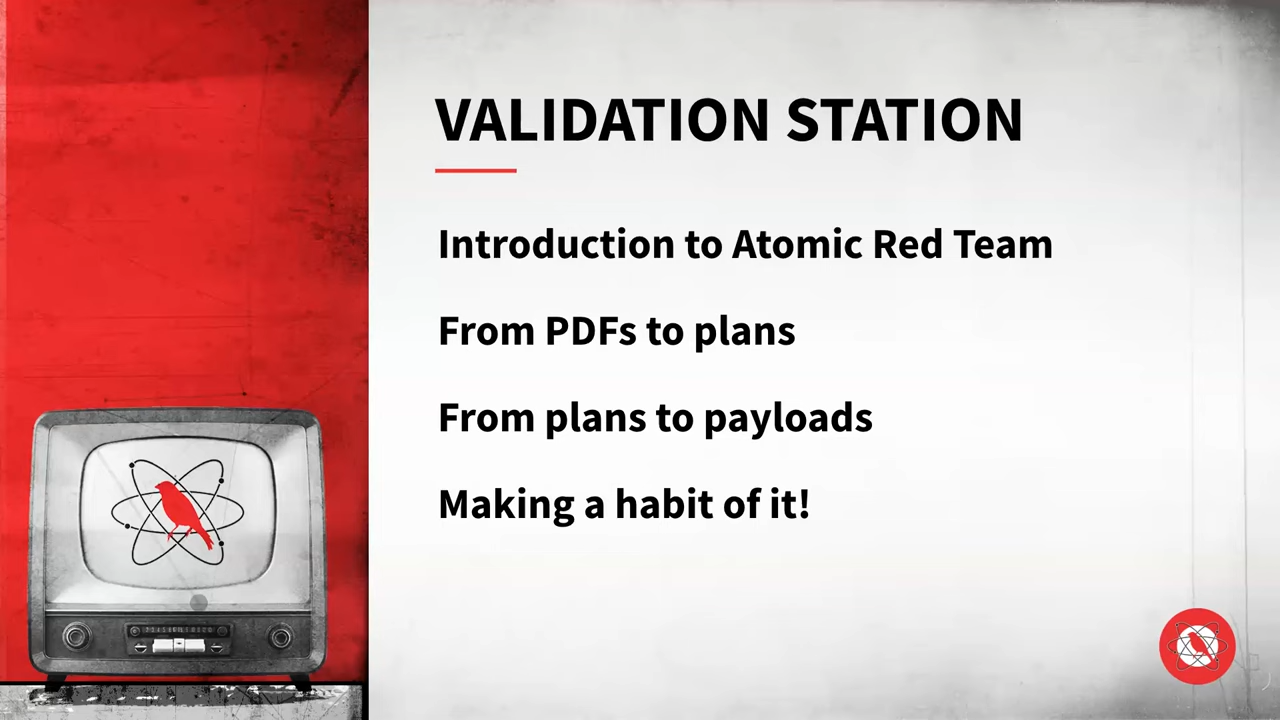 VALIDATION STATION
Introduction to Atomic Red Team
From PDFs to plans
From plans to payloads
Making a habit of it!